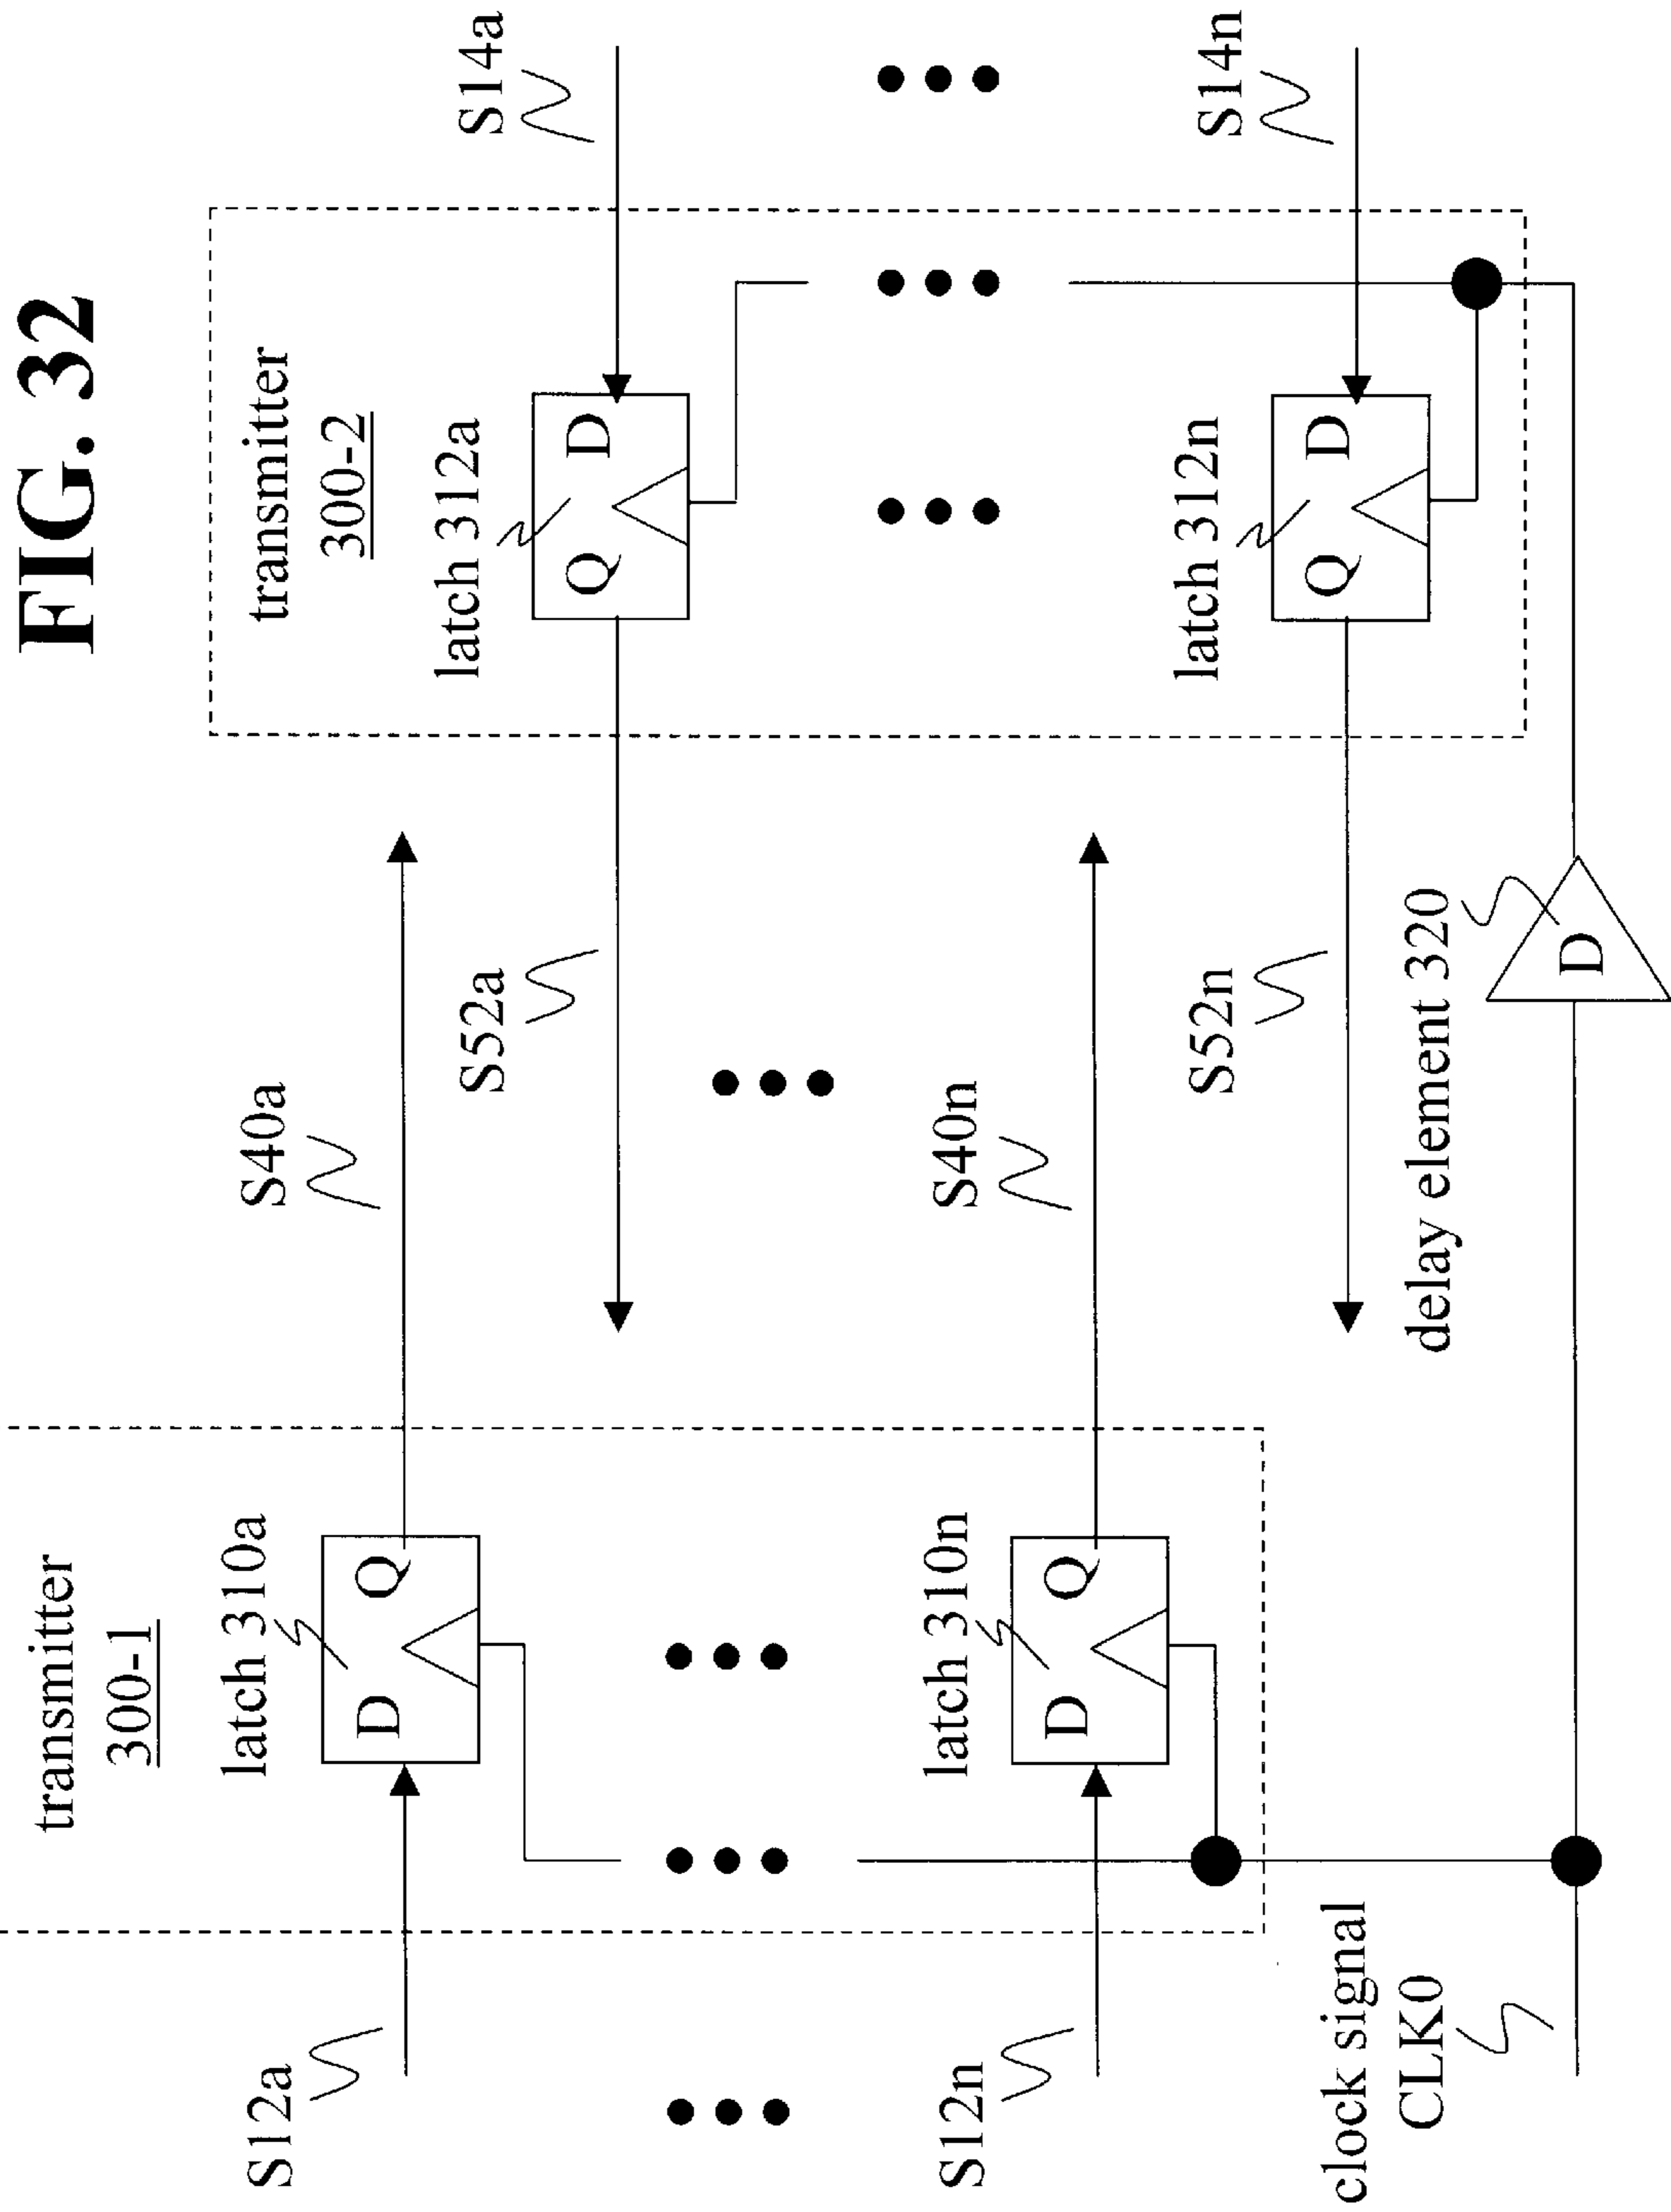 FIG. 32
transmitter
300-1
transmitter
300-2
S12a
latch 310a
D Q
S40a
S52a
latch 312a
Q D
S14a
S12n
latch 310n
D Q
S40n
S52n
latch 312n
Q D
S14n
clock signal
CLK0
delay element 320
D